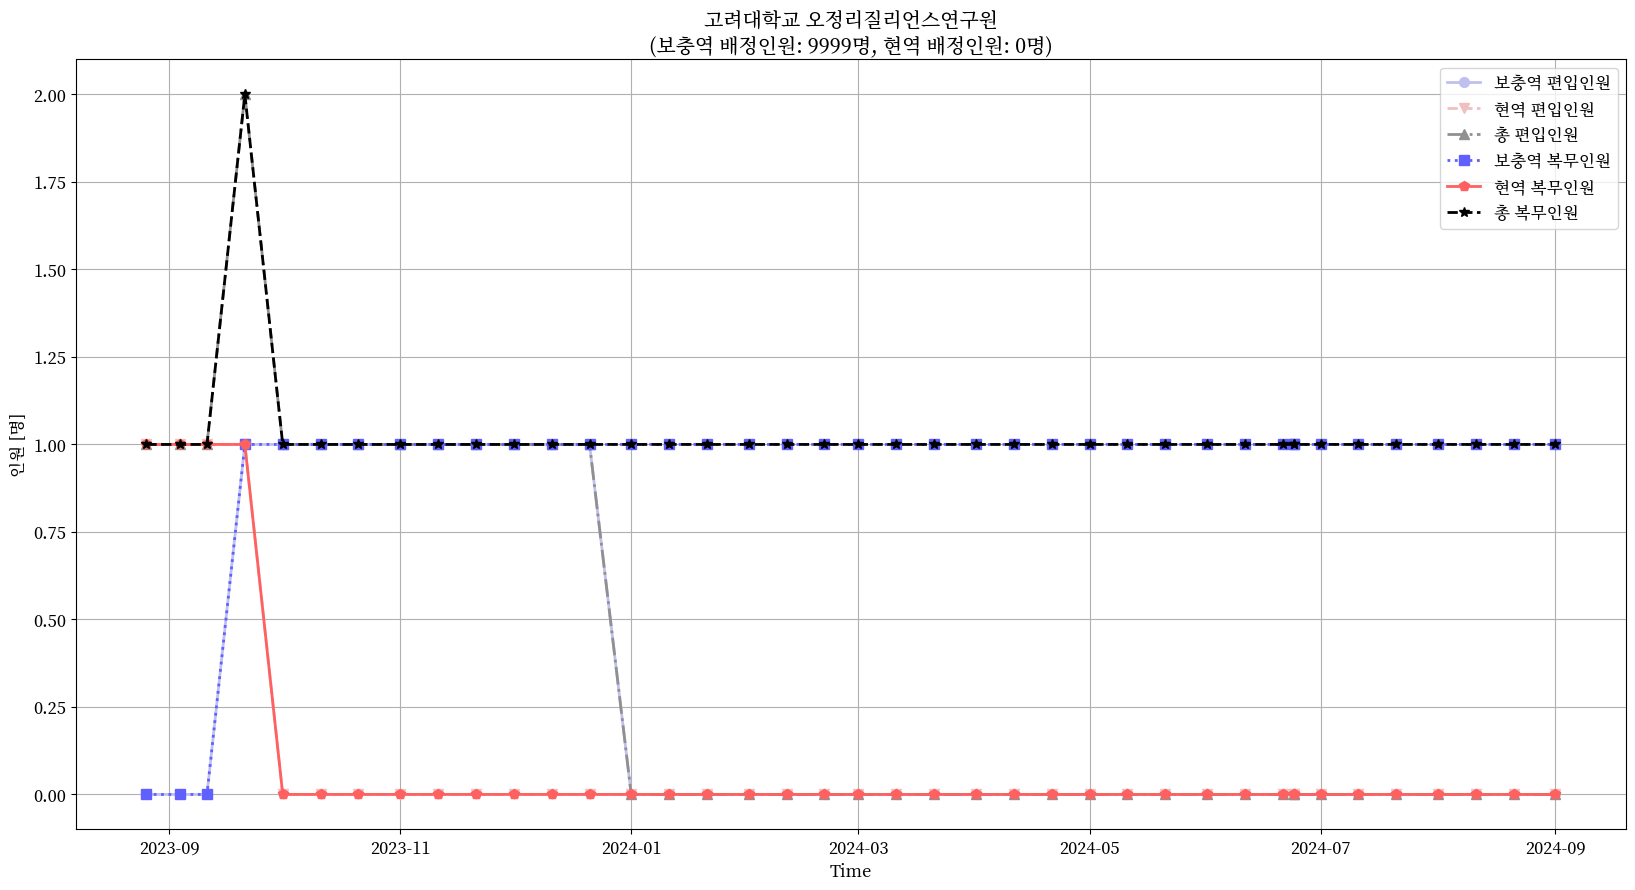 고려대학교 오정리질리언스연구원
(보충역 배정인원: 9999명, 현역 배정인원: 0명)
보충역 편입인원
현역 편입인원
총 편입인원
보충역 복무인원
현역 복무인원
총 복무인원
인원 [명]
2.00
1.75
1.50
1.25
1.00
0.75
0.50
0.25
0.00
2023-09
2023-11
2024-01
2024-03
2024-05
2024-07
2024-09
Time